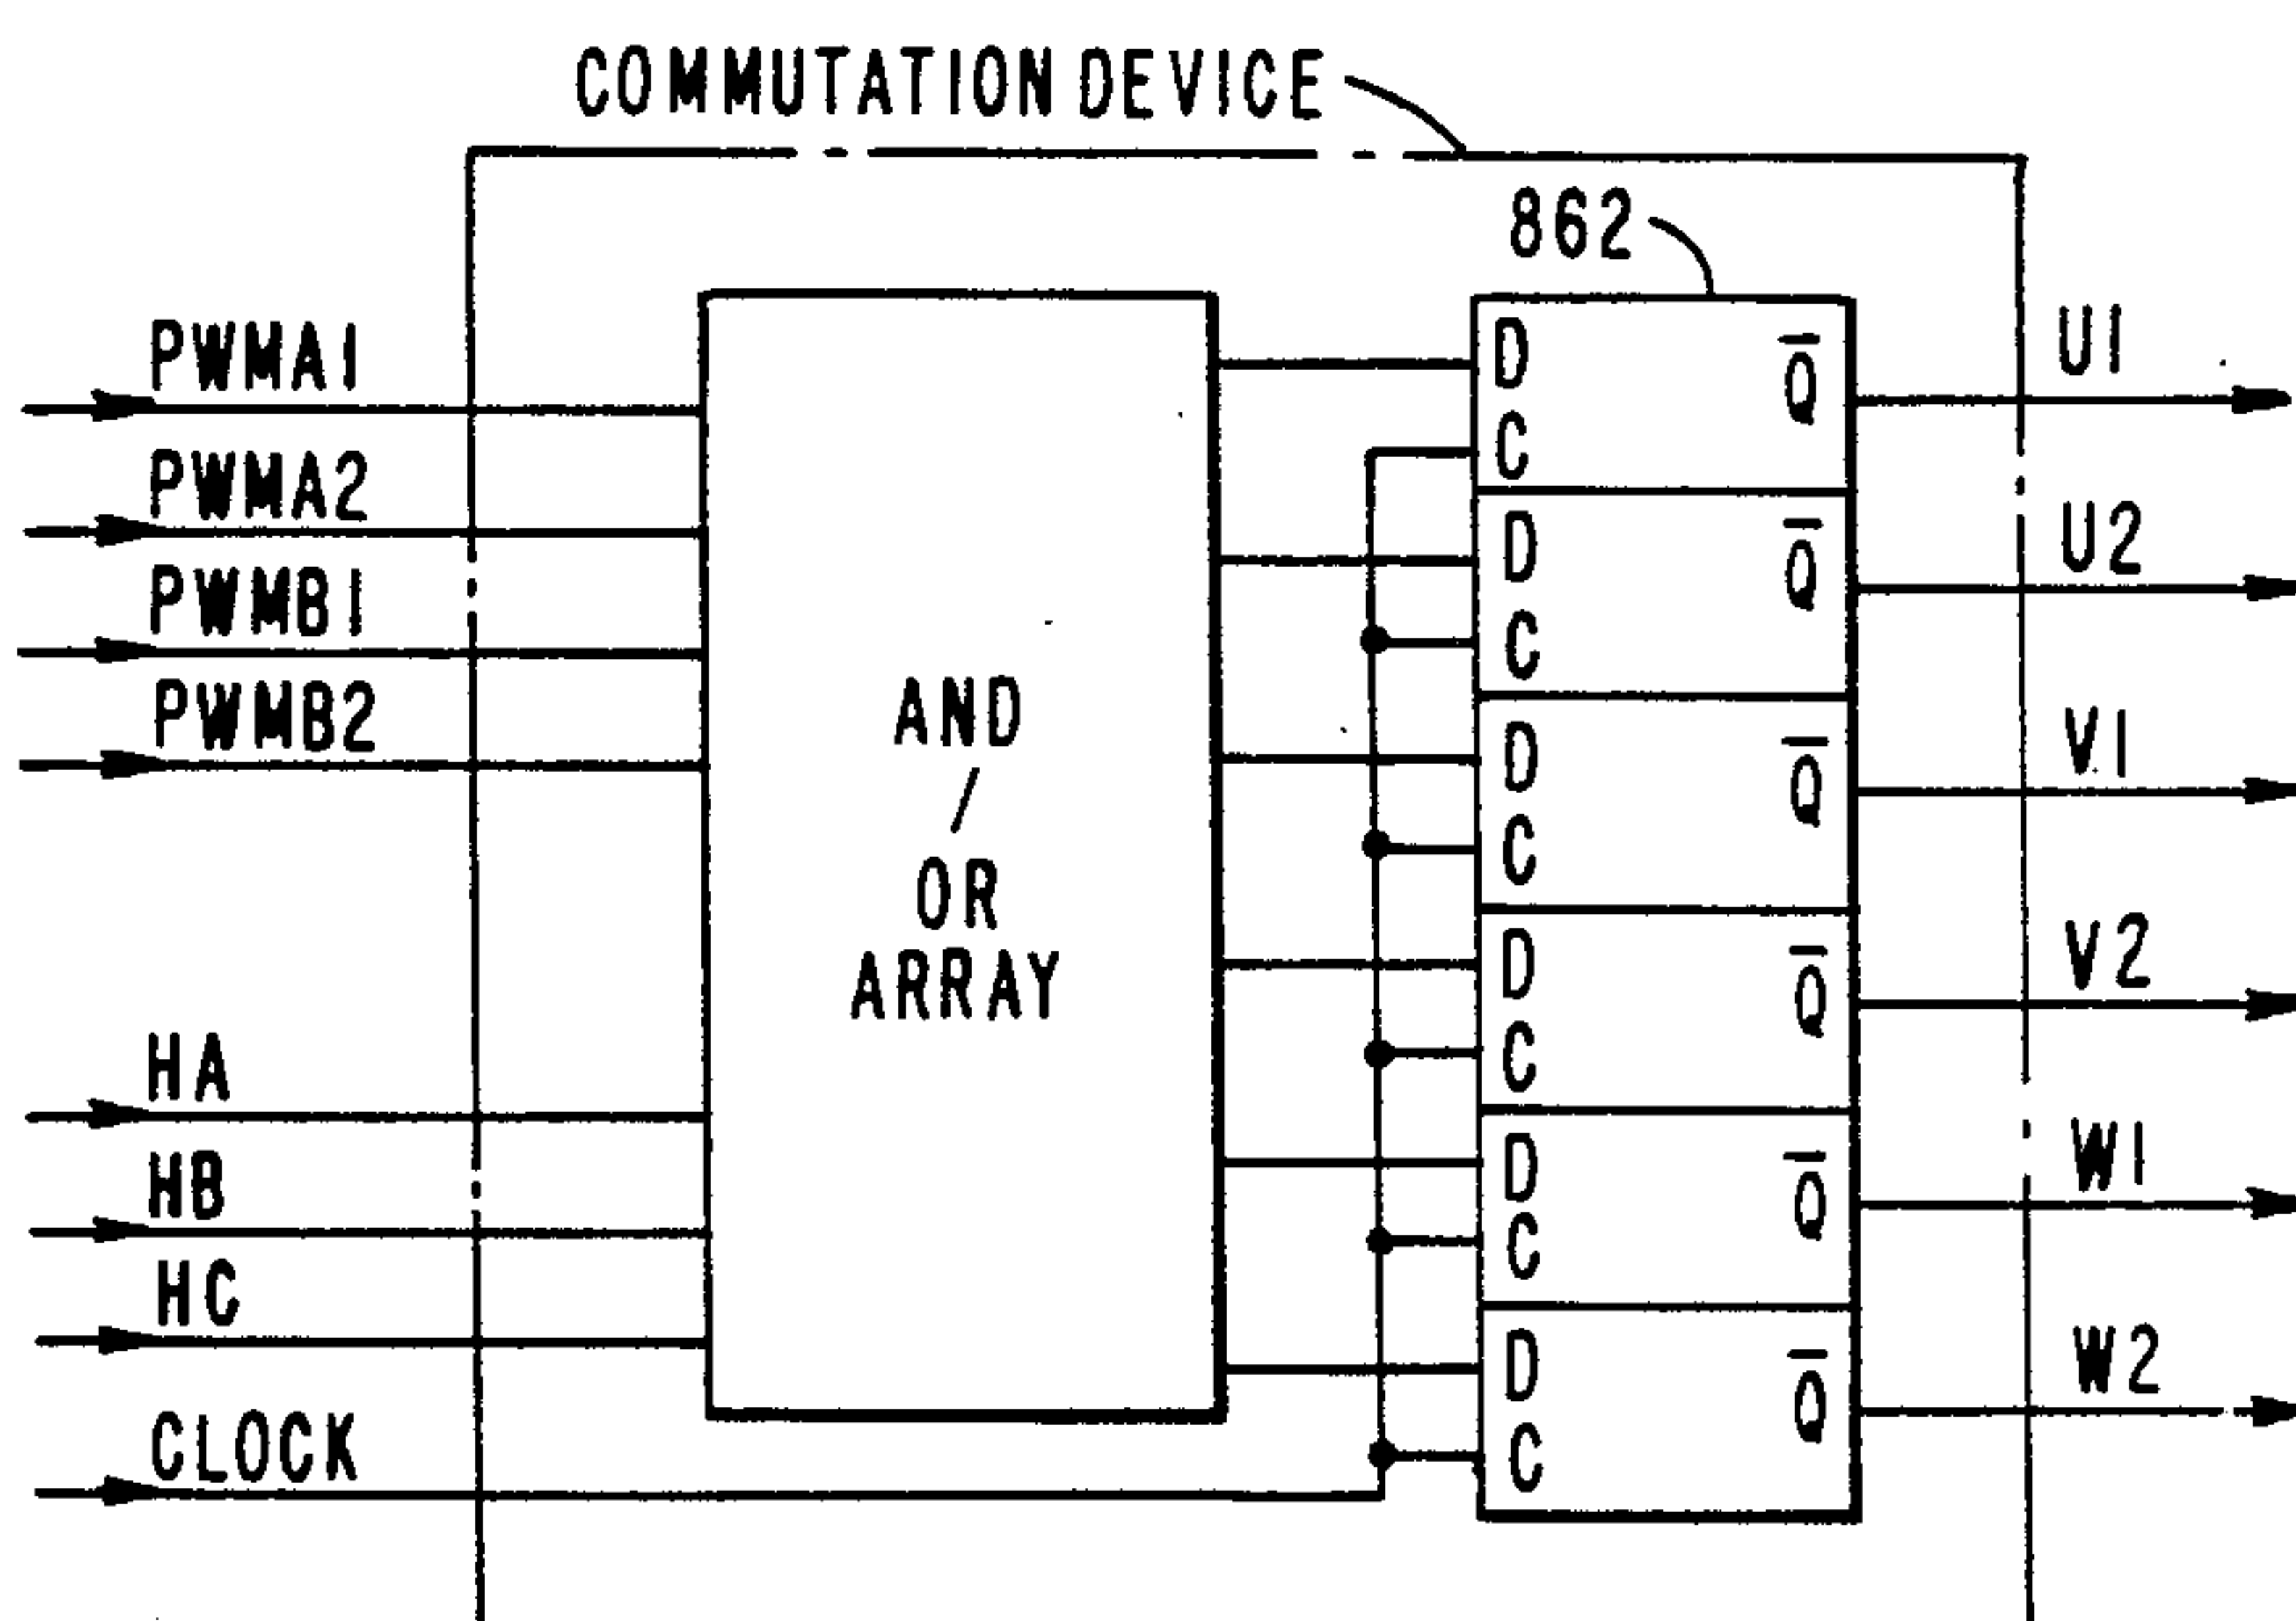 COMMUTATION DEVICE
862
PWMA1
PWMA2
PWMB1
PWMB2
HA
HB
HC
CLOCK
AND
/
OR
ARRAY
D
C
Q̅
D
C
Q̅
D
C
Q̅
D
C
Q̅
D
C
Q̅
D
C
Q̅
U1
U2
V1
V2
W1
W2